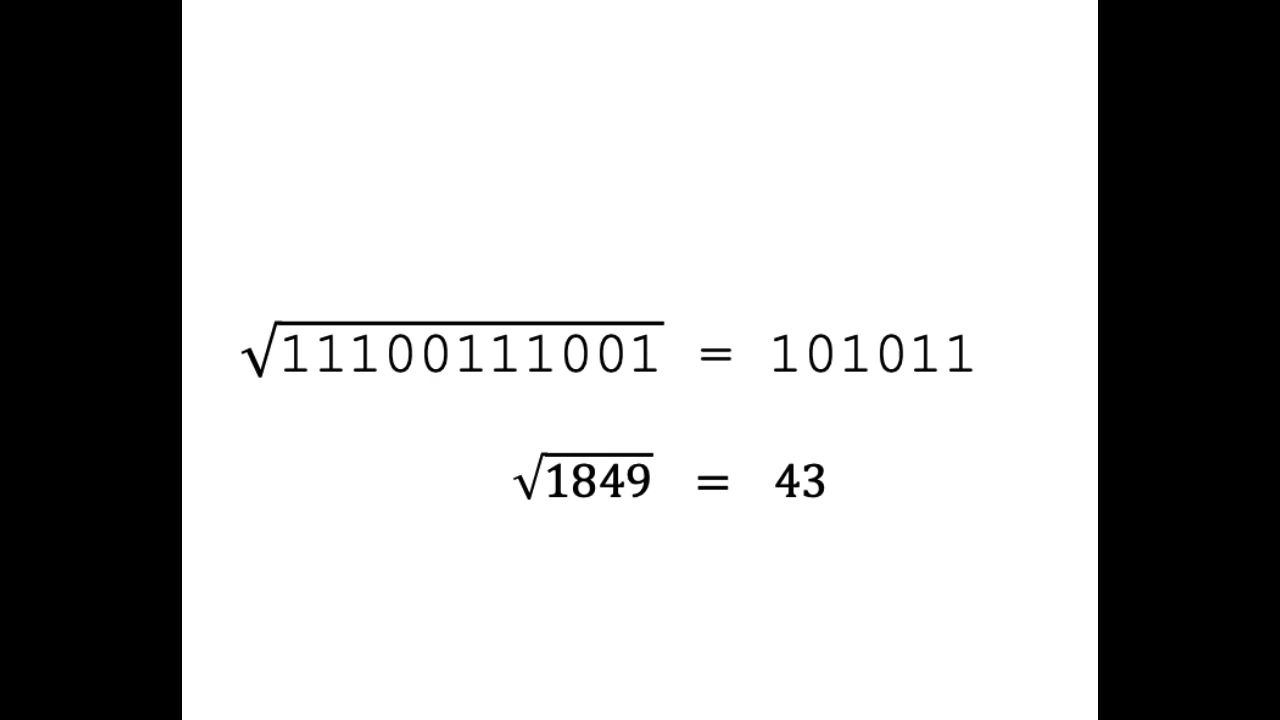 √11100111001 = 101011
√1849 = 43